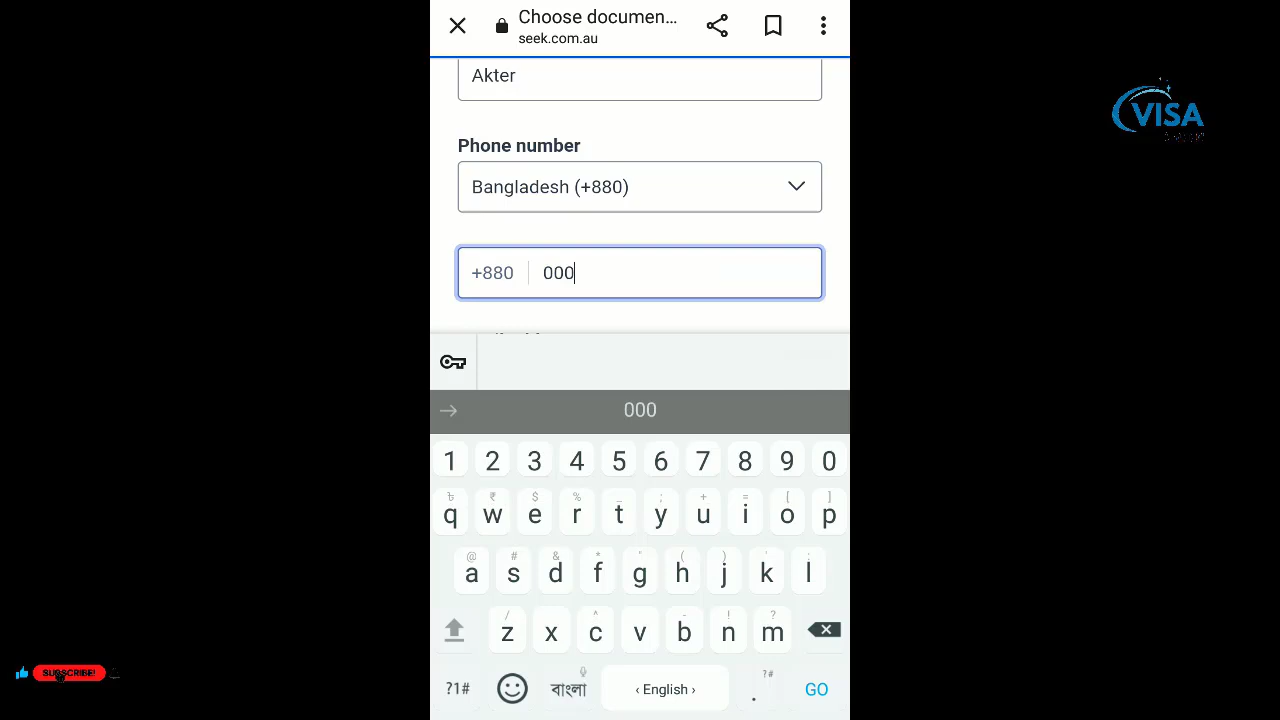 Choose documen...
seek.com.au
Akter
Phone number
Bangladesh (+880)
+880 000
VISA
000
1 2 3 4 5 6 7 8 9 0
৳ ₹ $ % _ ; + = [ ]
q w e r t y u i o p
@ # & * " ( ) '
a s d f g h j k l
/ ^ - ! ?
z x c v b n m
?1# বাংলা ‹ English › . ?# GO
SUBSCRIBE!